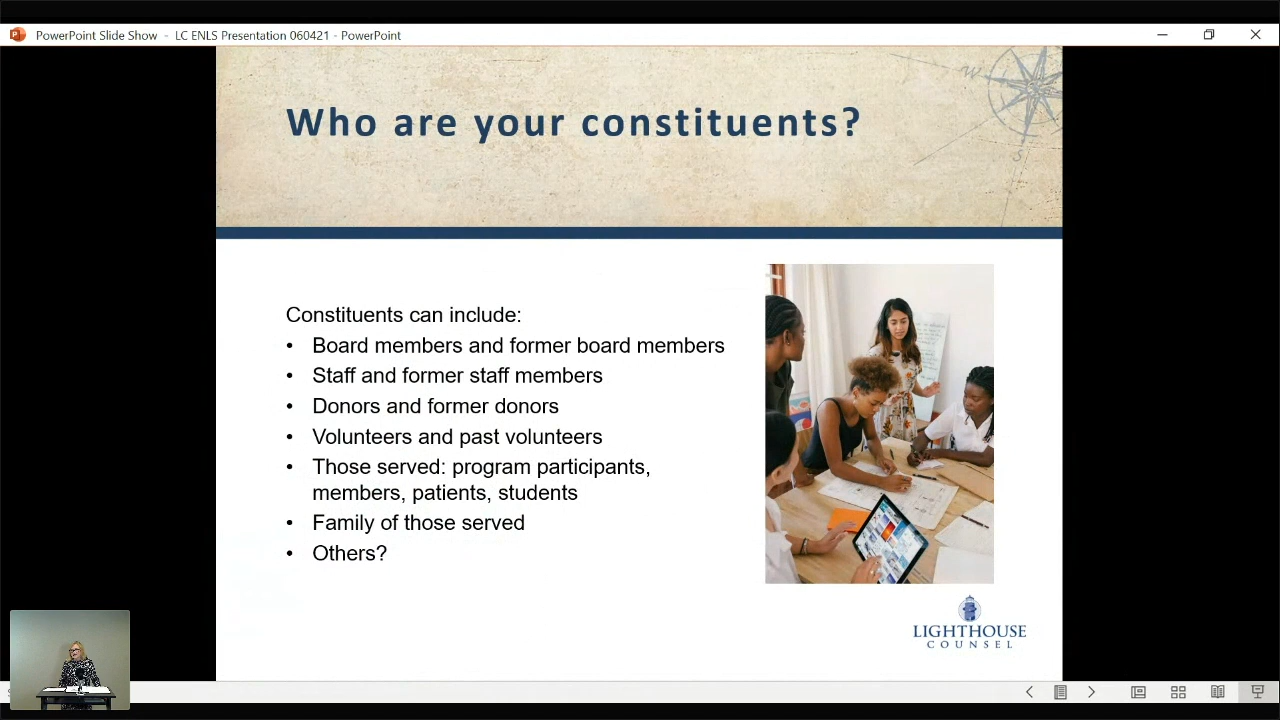 PowerPoint Slide Show - LC ENLS Presentation 060421 - PowerPoint
W
S
Who are your constituents?
Constituents can include:
• Board members and former board members
• Staff and former staff members
• Donors and former donors
• Volunteers and past volunteers
• Those served: program participants,
members, patients, students
• Family of those served
• Others?
LIGHTHOUSE
COUNSEL